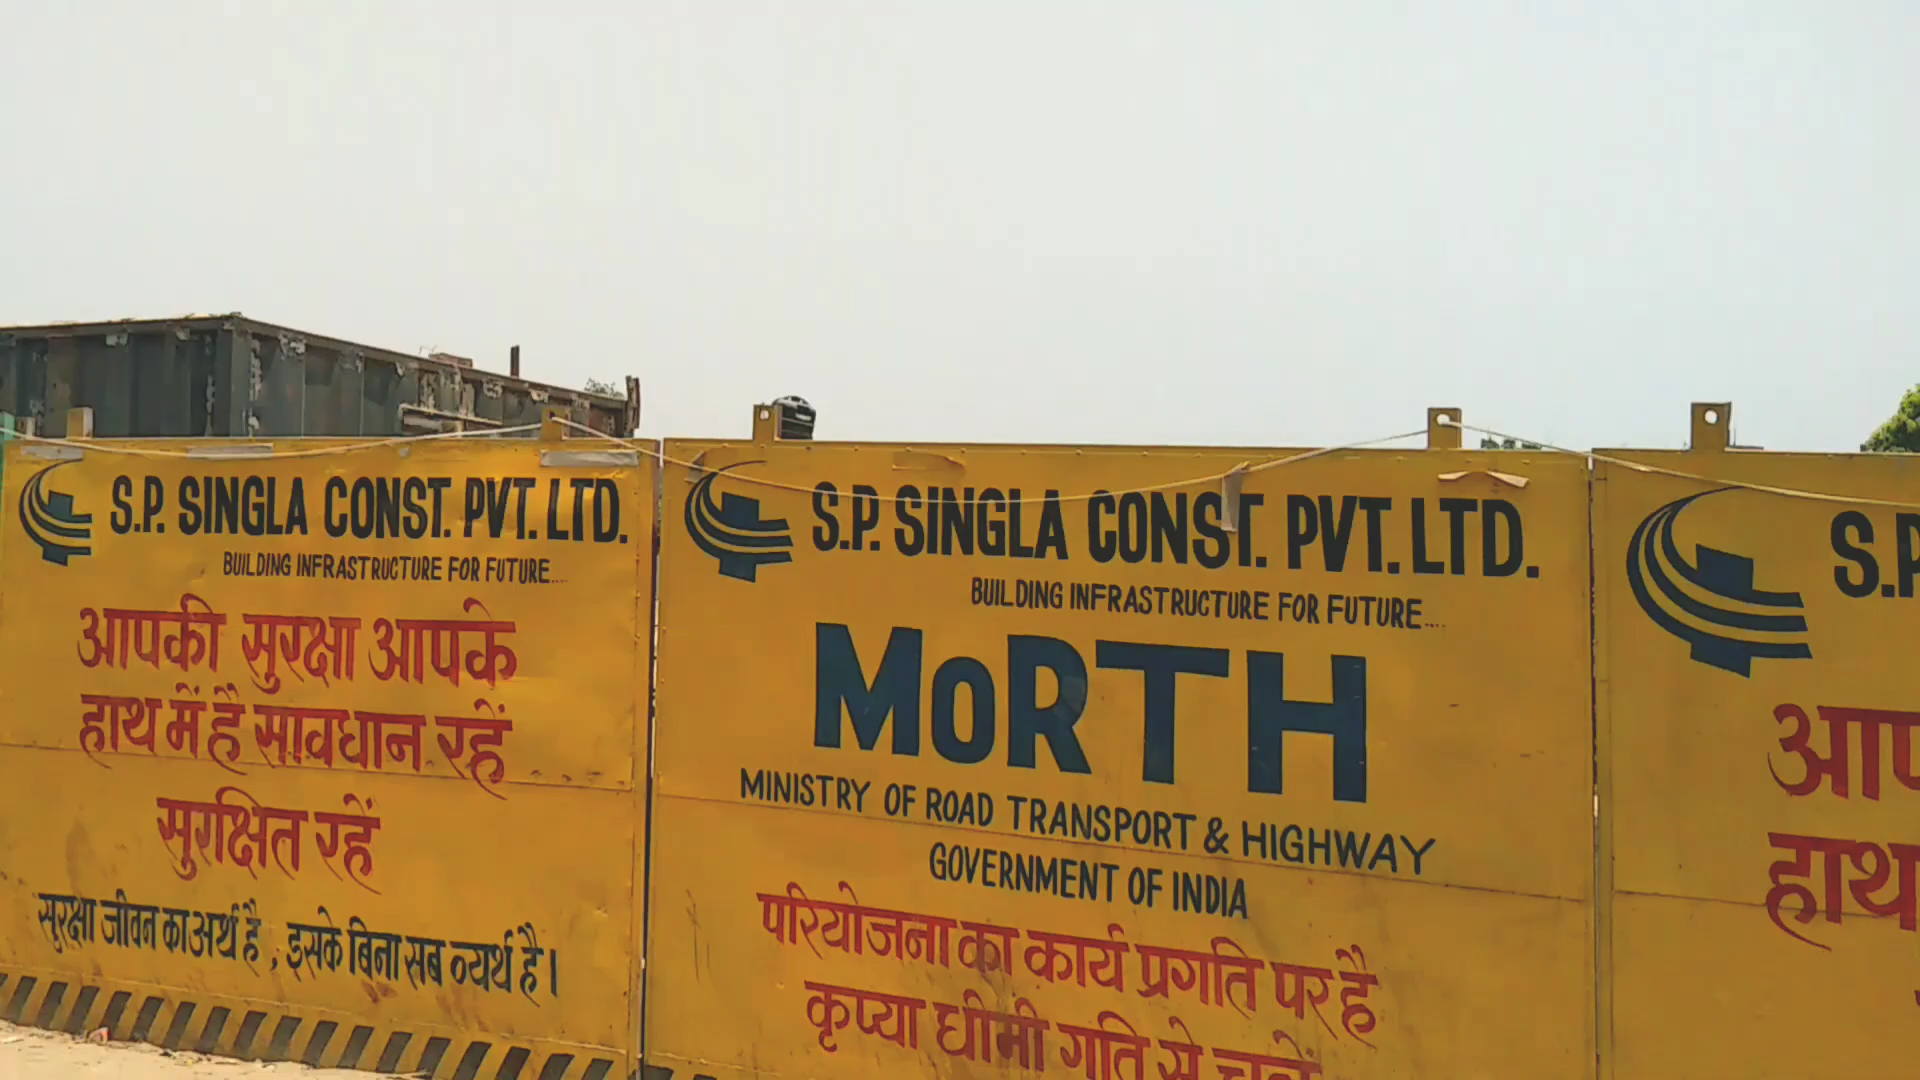 S.P. SINGLA CONST. PVT. LTD.
BUILDING INFRASTRUCTURE FOR FUTURE....
आपकी सुरक्षा आपके
हाथ में है सावधान रहें
सुरक्षित रहें
सुरक्षा जीवन का अर्थ है , इसके बिना सब व्यर्थ है।
S.P. SINGLA CONST. PVT. LTD.
BUILDING INFRASTRUCTURE FOR FUTURE....
MoRTH
MINISTRY OF ROAD TRANSPORT & HIGHWAY
GOVERNMENT OF INDIA
परियोजना का कार्य प्रगति पर है
कृप्या धीमी गति से चलें
S.P
आप
हाथ